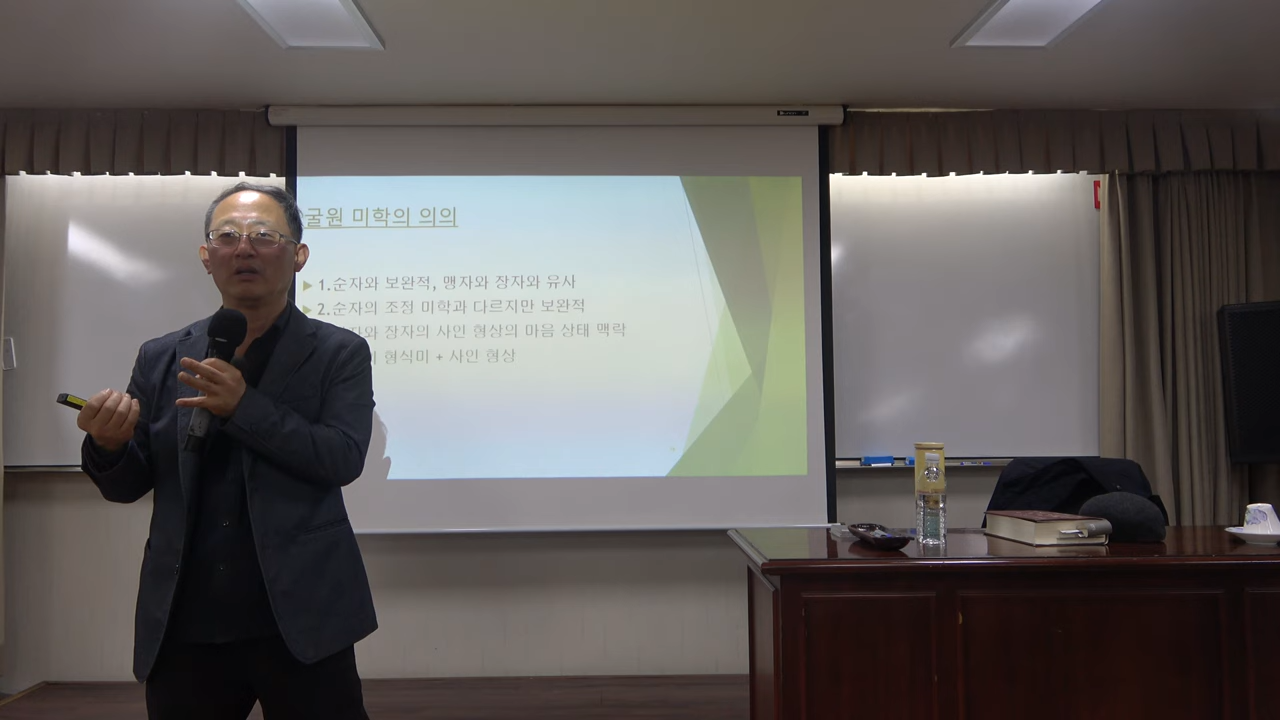 굴원 미학의 의의
1.순자와 보완적, 맹자와 장자와 유사
2.순자의 조정 미학과 다르지만 보완적
장자의 사인 형상의 마음 상태 맥락
형식미 + 사인 형상